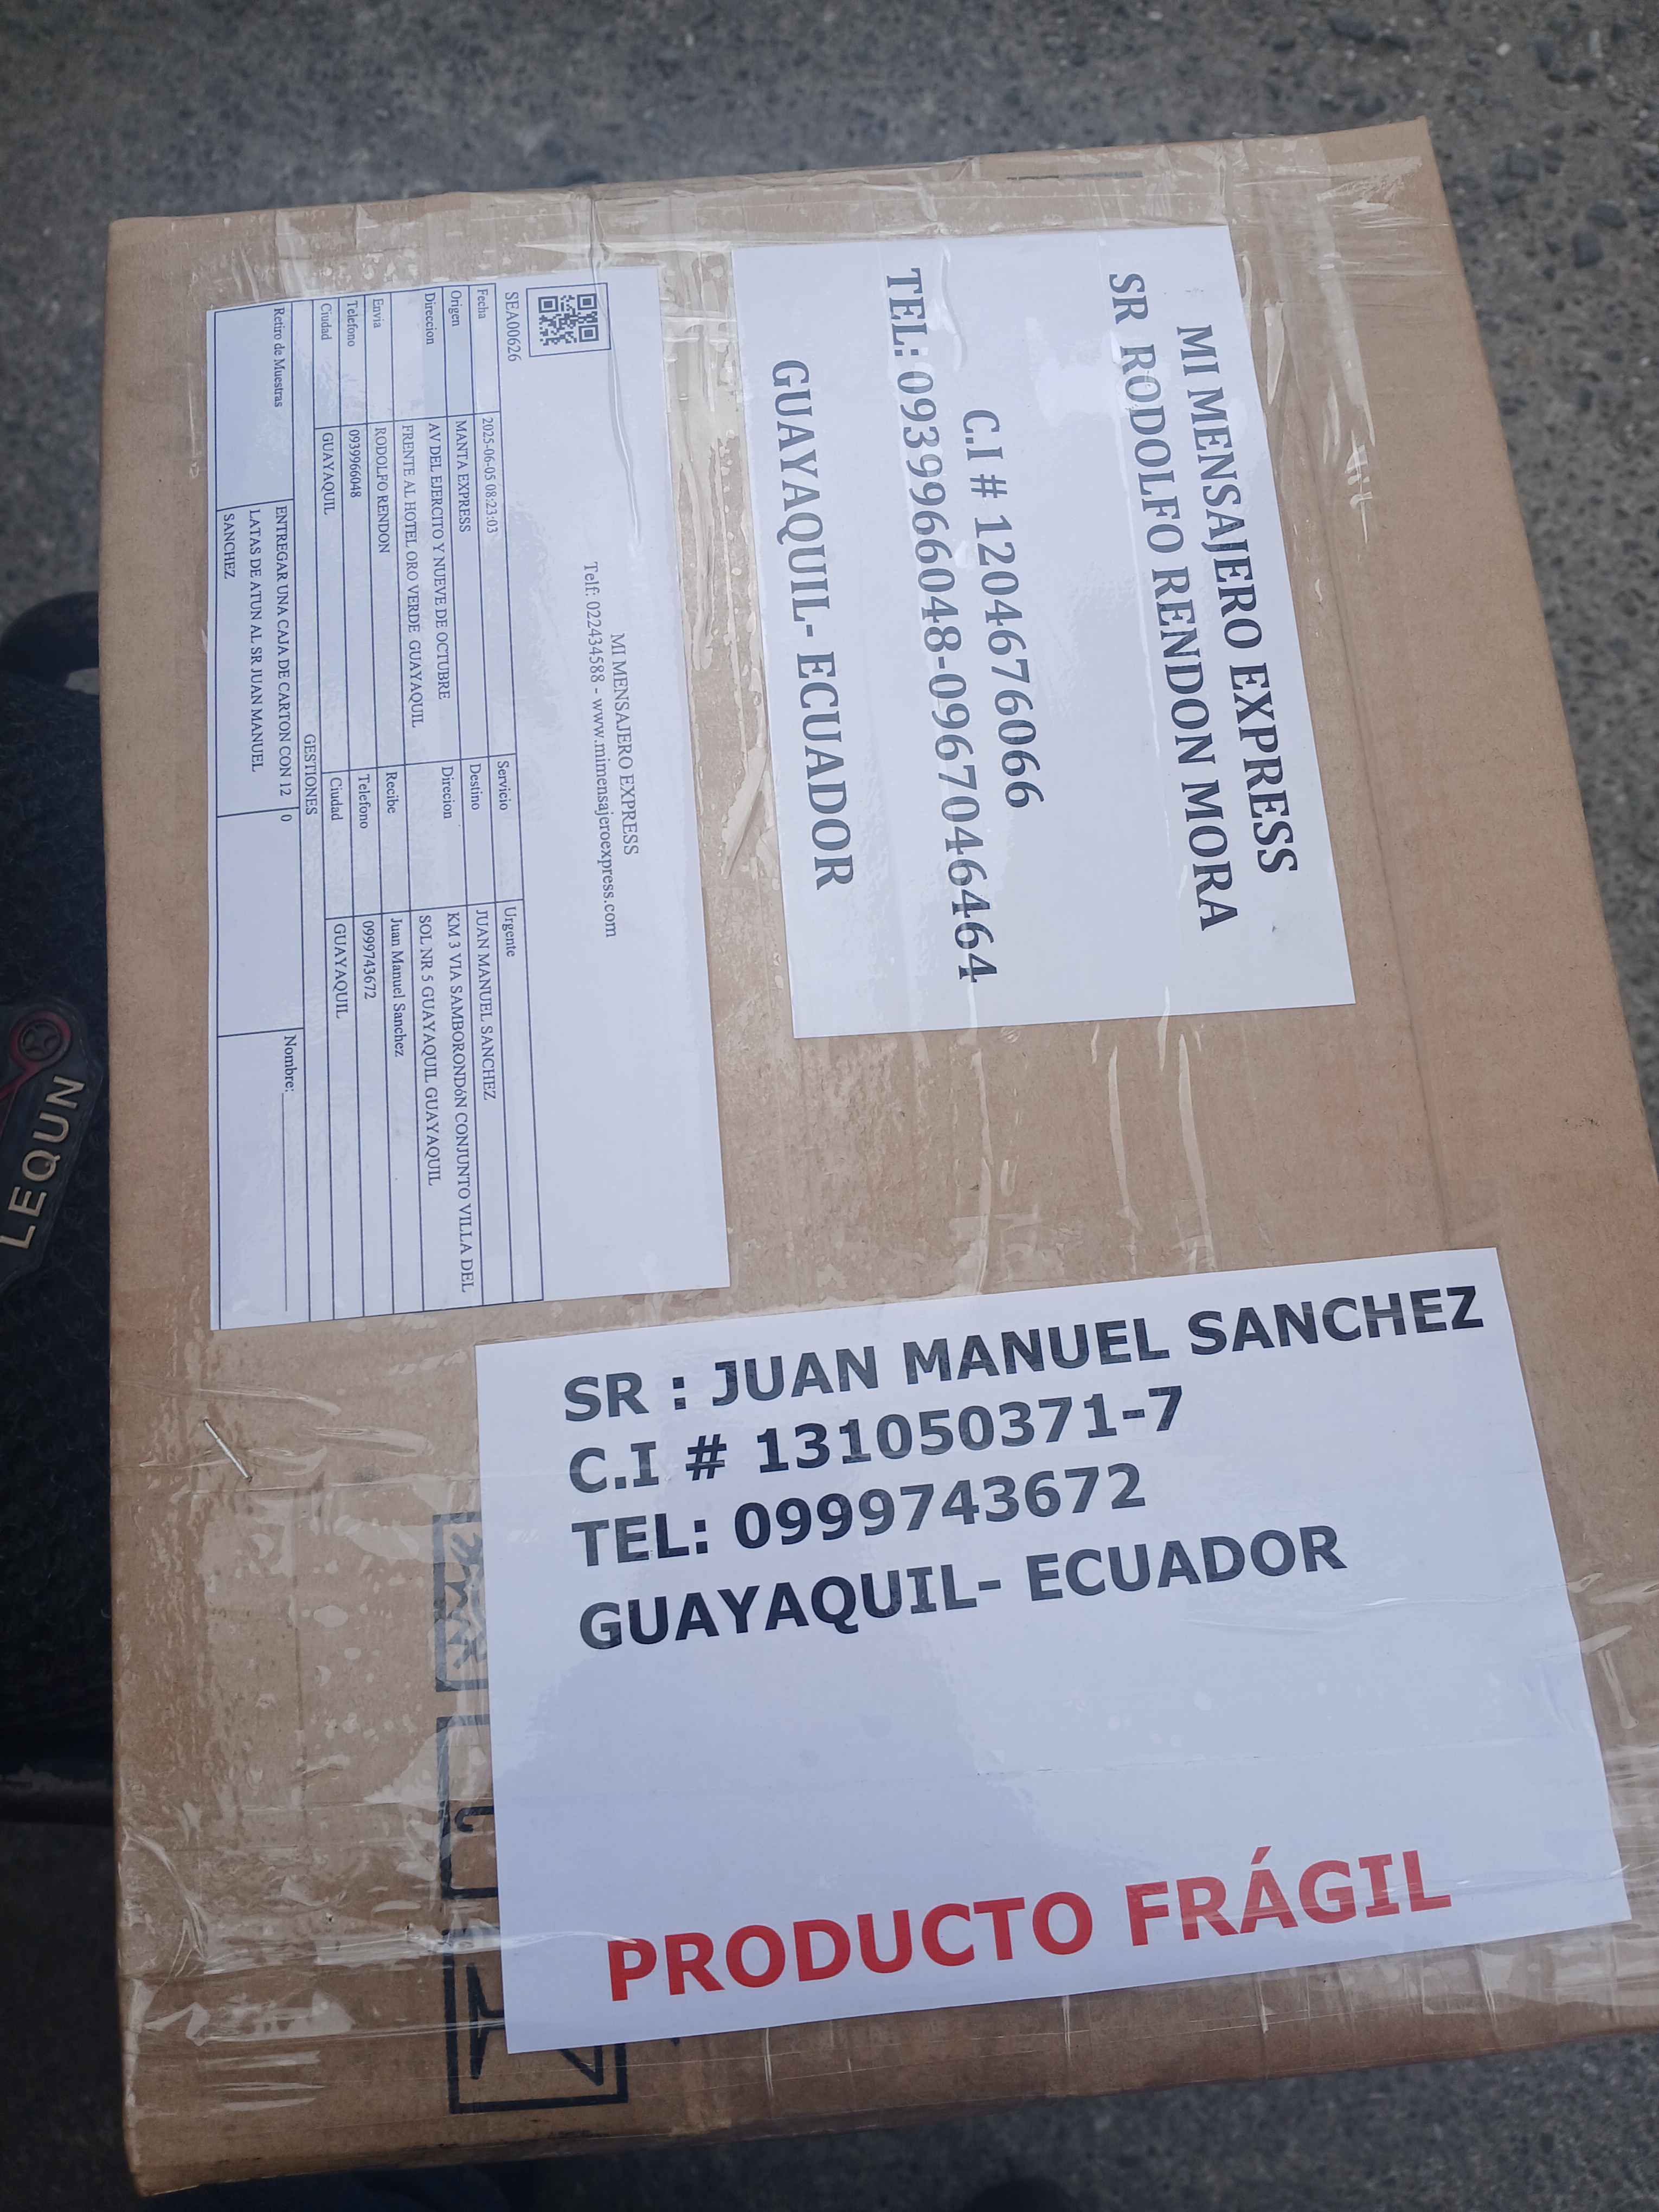 MI MENSAJERO EXPRESS
SR RODOLFO RENDON MORA
C.I # 1204676066
TEL: 0939966048-0967046464
GUAYAQUIL- ECUADOR
MI MENSAJERO EXPRESS
Telf: 022434588 - www.mimensajeroexpress.com
SEA00626
Fecha 2025-06-05 08:23:03 Servicio Urgente
Origen MANTA EXPRESS Destino JUAN MANUEL SANCHEZ
Direccion AV DEL EJERCITO Y NUEVE DE OCTUBRE Direcion KM 3 VIA SAMBORONDóN CONJUNTO VILLA DEL
FRENTE AL HOTEL ORO VERDE GUAYAQUIL SOL NR 5 GUAYAQUIL GUAYAQUIL
Envia RODOLFO RENDON Recibe Juan Manuel Sanchez
Telefono 0939966048 Telefono 0999743672
Ciudad GUAYAQUIL Ciudad GUAYAQUIL
GESTIONES
Retiro de Muestras ENTREGAR UNA CAJA DE CARTON CON 12 0 Nombre:
LATAS DE ATUN AL SR JUAN MANUEL
SANCHEZ
SR : JUAN MANUEL SANCHEZ
C.I # 131050371-7
TEL: 0999743672
GUAYAQUIL- ECUADOR
PRODUCTO FRÁGIL
LEQUN